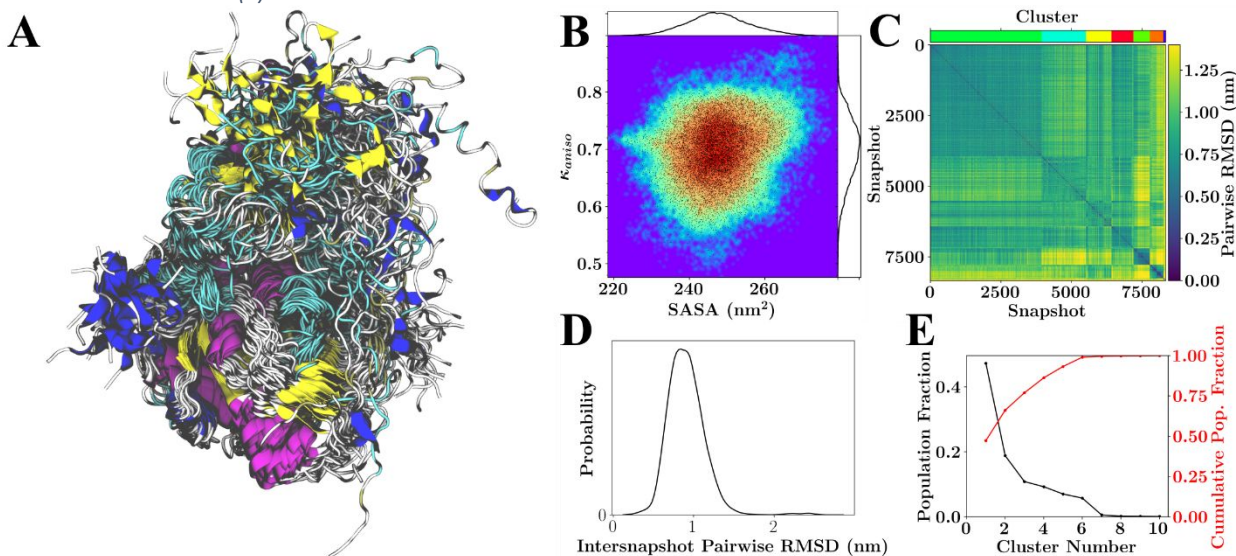 A
B
κaniso
0.8
0.7
0.6
0.5
220
240
260
SASA (nm²)
C
Cluster
0
2500
5000
7500
Snapshot
0
2500
5000
7500
Snapshot
1.25
1.00
0.75
0.50
0.25
0.00
Pairwise RMSD (nm)
D
Probability
0
0
1
2
Intersnapshot Pairwise RMSD (nm)
E
Population Fraction
0.4
0.2
0.0
0
2
4
6
8
10
Cluster Number
1.00
0.75
0.50
0.25
0.00
Cumulative Pop. Fraction